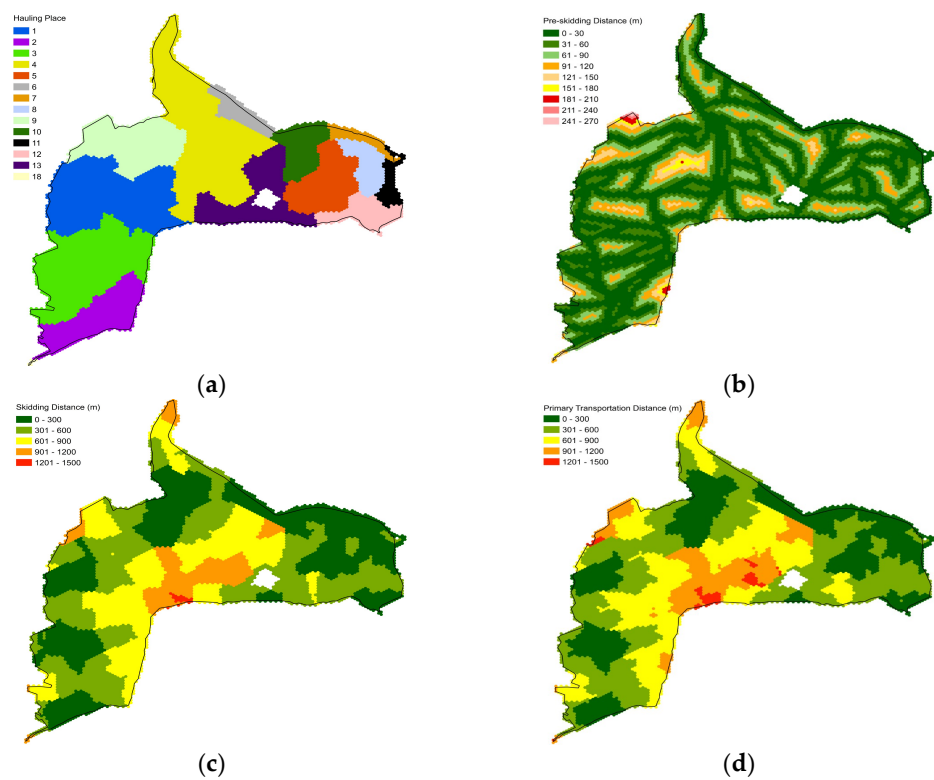 Hauling Place
1
2
3
4
5
6
7
8
9
10
11
12
13
18
(a)
Pre-skidding Distance (m)
0 - 30
31 - 60
61 - 90
91 - 120
121 - 150
151 - 180
181 - 210
211 - 240
241 - 270
(b)
Skidding Distance (m)
0 - 300
301 - 600
601 - 900
901 - 1200
1201 - 1500
(c)
Primary Transportation Distance (m)
0 - 300
301 - 600
601 - 900
901 - 1200
1201 - 1500
(d)